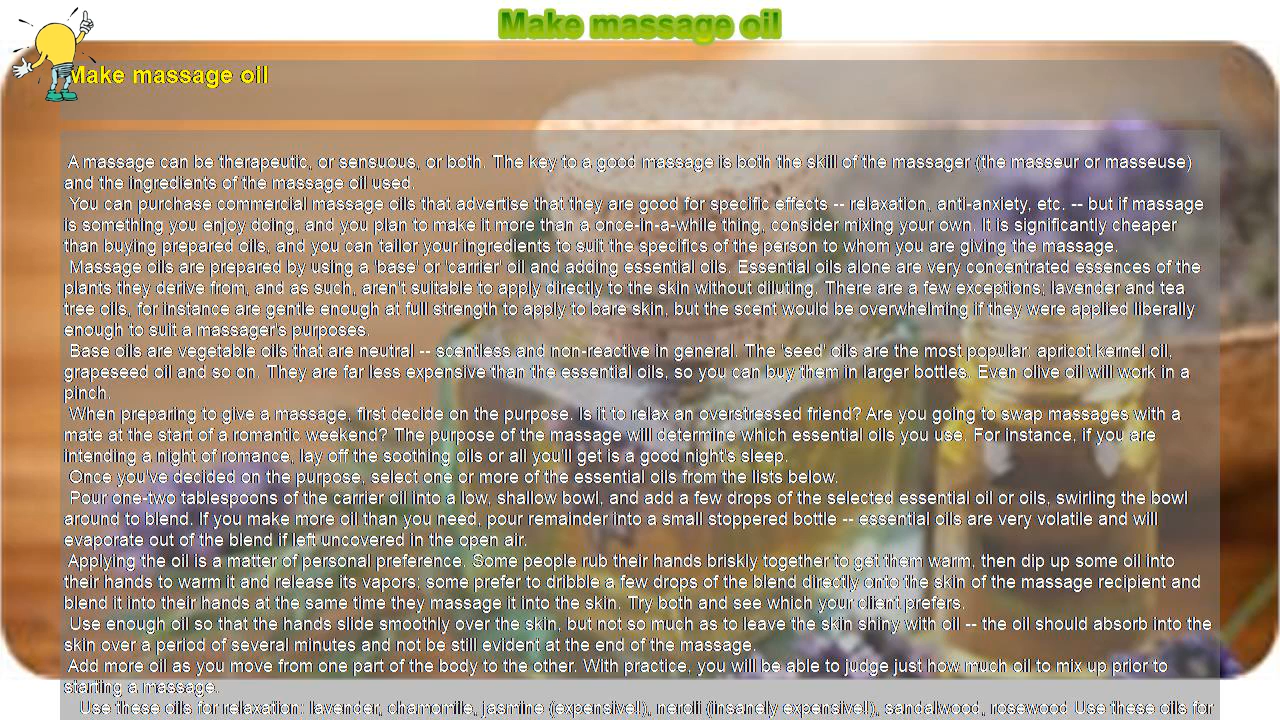 Make massage oil
Make massage oil
A massage can be therapeutic, or sensuous, or both. The key to a good massage is both the skill of the massager (the masseur or masseuse)
and the ingredients of the massage oil used.
You can purchase commercial massage oils that advertise that they are good for specific effects -- relaxation, anti-anxiety, etc. -- but if massage
is something you enjoy doing, and you plan to make it more than a once-in-a-while thing, consider mixing your own. It is significantly cheaper
than buying prepared oils, and you can tailor your ingredients to suit the specifics of the person to whom you are giving the massage.
Massage oils are prepared by using a 'base' or 'carrier' oil and adding essential oils. Essential oils alone are very concentrated essences of the
plants they derive from, and as such, aren't suitable to apply directly to the skin without diluting. There are a few exceptions; lavender and tea
tree oils, for instance are gentle enough at full strength to apply to bare skin, but the scent would be overwhelming if they were applied liberally
enough to suit a massager's purposes.
Base oils are vegetable oils that are neutral -- scentless and non-reactive in general. The 'seed' oils are the most popular: apricot kernel oil,
grapeseed oil and so on. They are far less expensive than the essential oils, so you can buy them in larger bottles. Even olive oil will work in a
pinch.
When preparing to give a massage, first decide on the purpose. Is it to relax an overstressed friend? Are you going to swap massages with a
mate at the start of a romantic weekend? The purpose of the massage will determine which essential oils you use. For instance, if you are
intending a night of romance, lay off the soothing oils or all you'll get is a good night's sleep.
Once you've decided on the purpose, select one or more of the essential oils from the lists below.
Pour one-two tablespoons of the carrier oil into a low, shallow bowl, and add a few drops of the selected essential oil or oils, swirling the bowl
around to blend. If you make more oil than you need, pour remainder into a small stoppered bottle -- essential oils are very volatile and will
evaporate out of the blend if left uncovered in the open air.
Applying the oil is a matter of personal preference. Some people rub their hands briskly together to get them warm, then dip up some oil into
their hands to warm it and release its vapors; some prefer to dribble a few drops of the blend directly onto the skin of the massage recipient and
blend it into their hands at the same time they massage it into the skin. Try both and see which your client prefers.
Use enough oil so that the hands slide smoothly over the skin, but not so much as to leave the skin shiny with oil -- the oil should absorb into the
skin over a period of several minutes and not be still evident at the end of the massage.
Add more oil as you move from one part of the body to the other. With practice, you will be able to judge just how much oil to mix up prior to
starting a massage.
Use these oils for relaxation: lavender, chamomile, jasmine (expensive!), neroli (insanely expensive!), sandalwood, rosewood Use these oils for